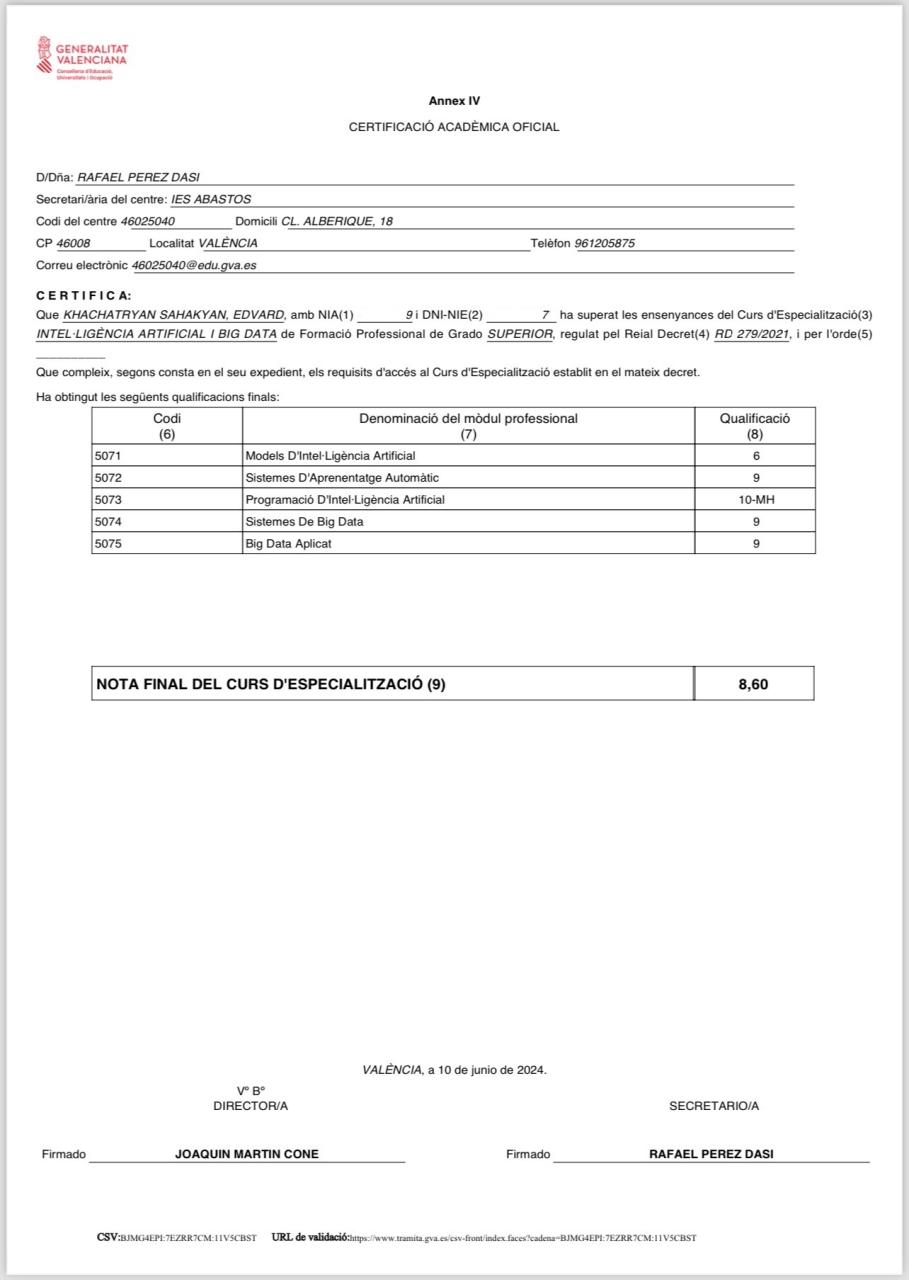 GENERALITAT
VALENCIANA
Conselleria d'Educació,
Universitats i Ocupació
Annex IV
CERTIFICACIÓ ACADÈMICA OFICIAL
D/Dña: RAFAEL PEREZ DASI
Secretari/ària del centre: IES ABASTOS
Codi del centre 46025040 Domicili CL. ALBERIQUE, 18
CP 46008 Localitat VALÈNCIA Telèfon 961205875
Correu electrònic 46025040@edu.gva.es
C E R T I F I C A:
Que KHACHATRYAN SAHAKYAN, EDVARD, amb NIA(1) 9 i DNI-NIE(2) 7 ha superat les ensenyances del Curs d'Especialització(3)
INTEL·LIGÈNCIA ARTIFICIAL I BIG DATA de Formació Professional de Grado SUPERIOR, regulat pel Reial Decret(4) RD 279/2021, i per l'orde(5)
___________
Que compleix, segons consta en el seu expedient, els requisits d'accés al Curs d'Especialització establit en el mateix decret.
Ha obtingut les següents qualificacions finals:
Codi (6) Denominació del mòdul professional (7) Qualificació (8)
5071 Models D'Intel·Ligència Artificial 6
5072 Sistemes D'Aprenentatge Automàtic 9
5073 Programació D'Intel·Ligència Artificial 10-MH
5074 Sistemes De Big Data 9
5075 Big Data Aplicat 9
NOTA FINAL DEL CURS D'ESPECIALITZACIÓ (9) 8,60
VALÈNCIA, a 10 de junio de 2024.
Vº Bº
DIRECTOR/A SECRETARIO/A
Firmado JOAQUIN MARTIN CONE Firmado RAFAEL PEREZ DASI
CSV:BJMG4EPI:7EZRR7CM:11V5CBST URL de validació:https://www.tramita.gva.es/csv-front/index.faces?cadena=BJMG4EPI:7EZRR7CM:11V5CBST